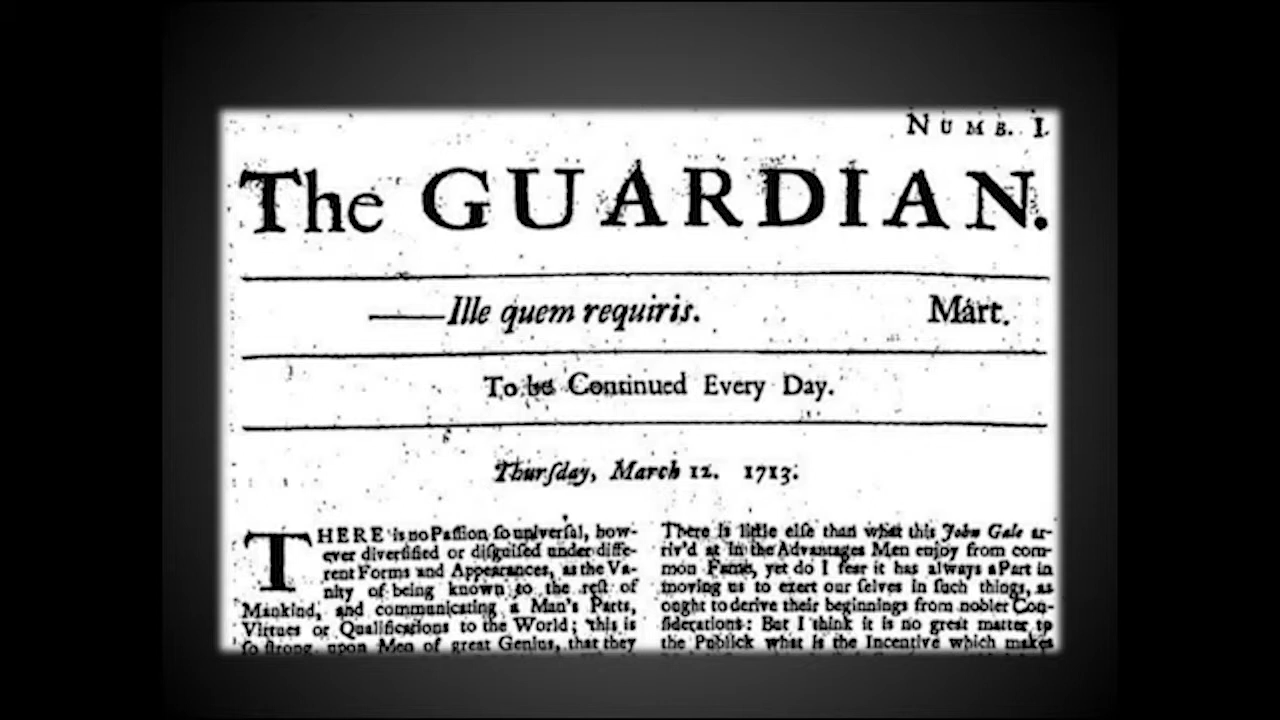 NUMB. I.
The GUARDIAN.
——Ille quem requiris. Mart.
To be Continued Every Day.
Thurſday, March 12. 1713.
THERE is no Paſſion ſo univerſal, how-
ever diverſified or diſguiſed under diffe-
rent Forms and Appearances, as the Va-
nity of being known to the reſt of
Mankind, and communicating a Man's Parts,
Virtues or Qualifications to the World; this is
ſo ſtrong upon Men of great Genius, that they
There is little elſe than what this John Gale ar-
riv'd at in the Advantages Men enjoy from com-
mon Fame, yet do I fear it has always a Part in
moving us to exert our ſelves in ſuch things, as
ought to derive their beginnings from nobler Con-
ſiderations: But I think it is no great matter to
the Publick what is the Incentive which makes